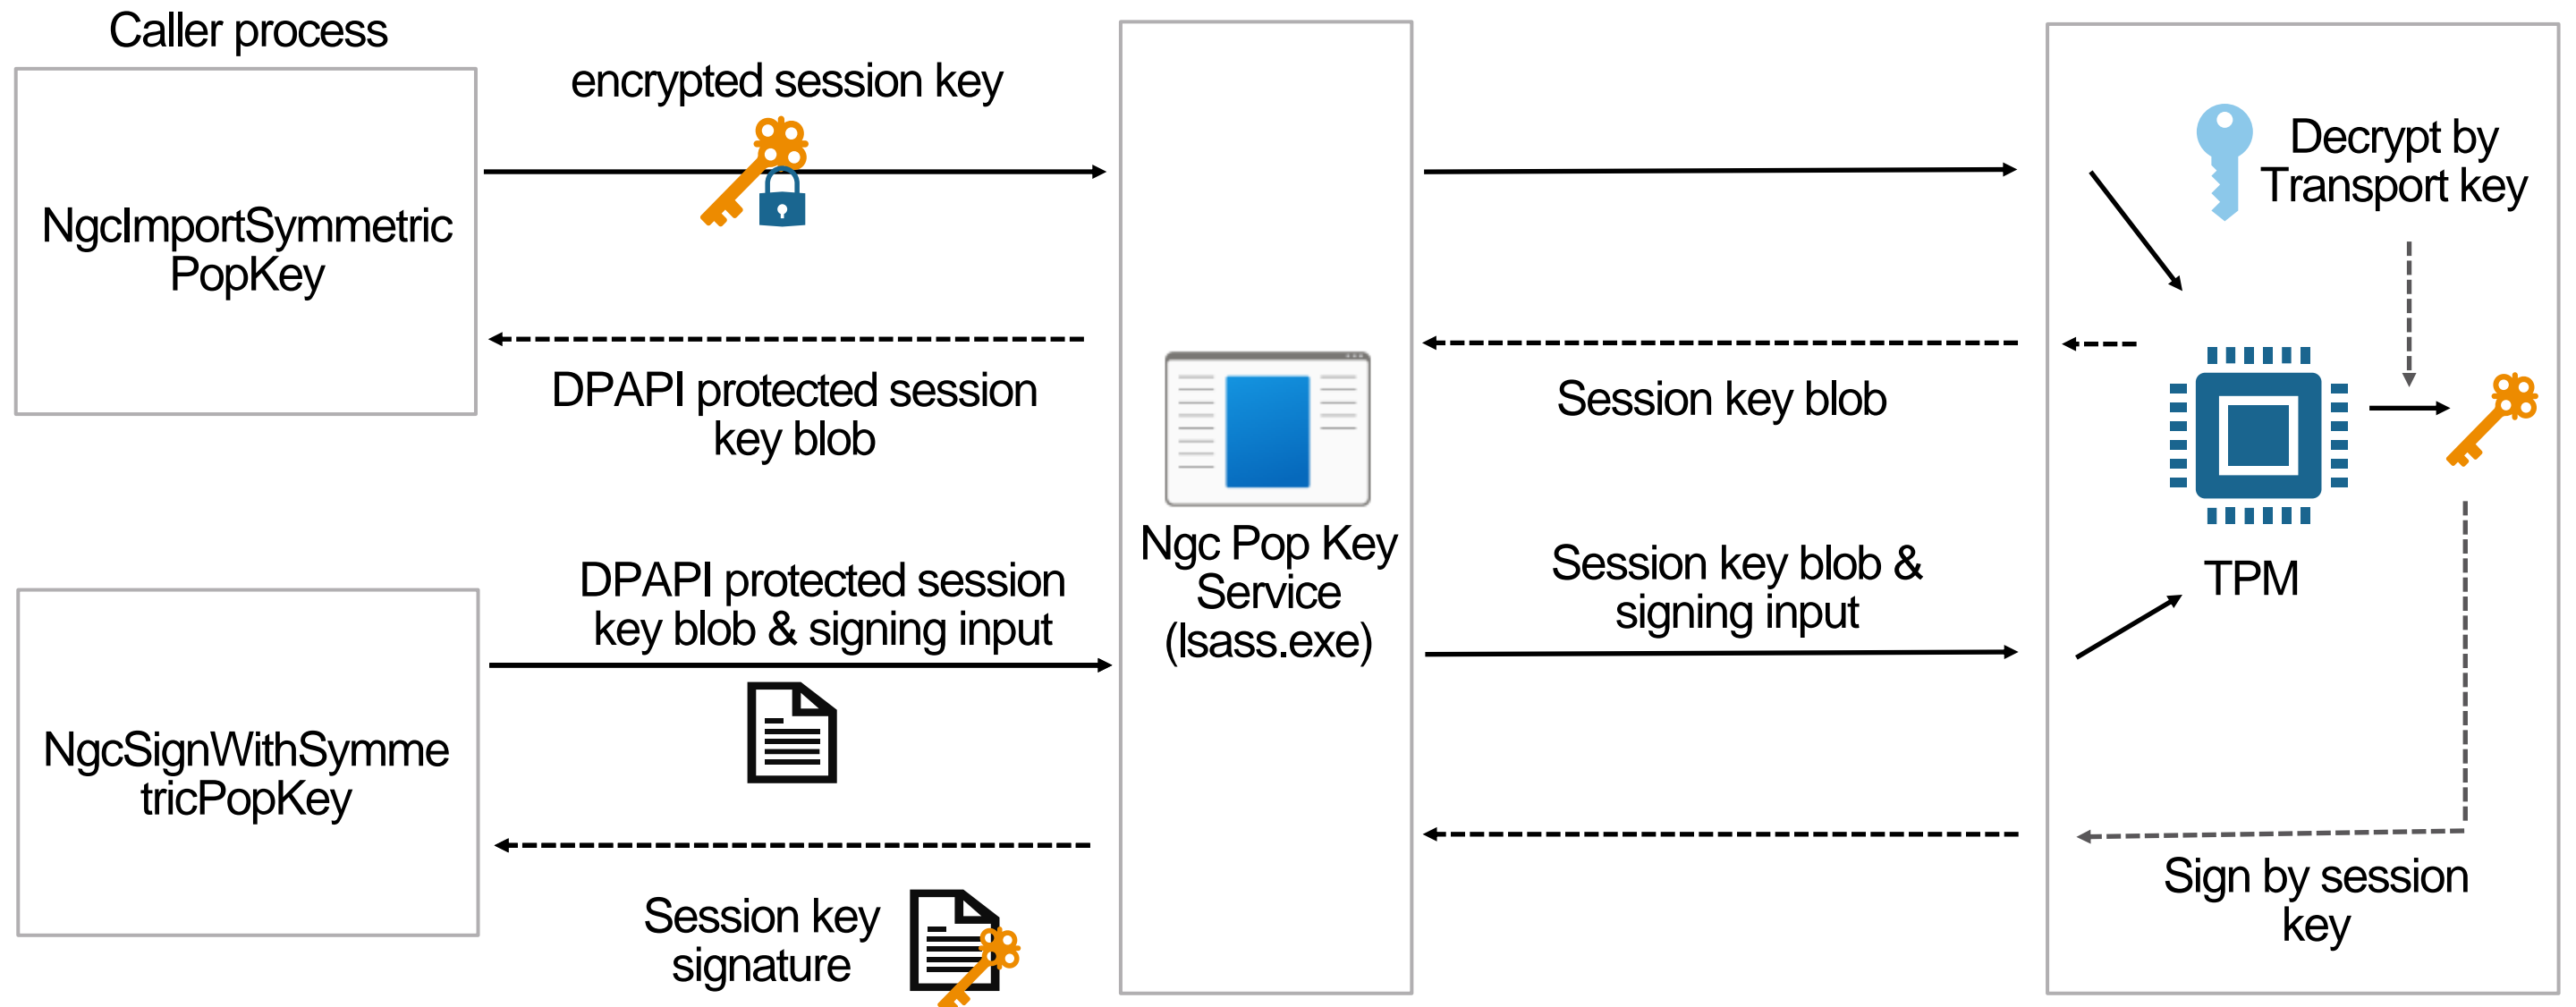 Caller process
NgcImportSymmetric
PopKey
encrypted session key
DPAPI protected session
key blob
NgcSignWithSymme
tricPopKey
DPAPI protected session
key blob & signing input
Session key
signature
Ngc Pop Key
Service
(lsass.exe)
Session key blob
Session key blob &
signing input
Decrypt by
Transport key
TPM
Sign by session
key